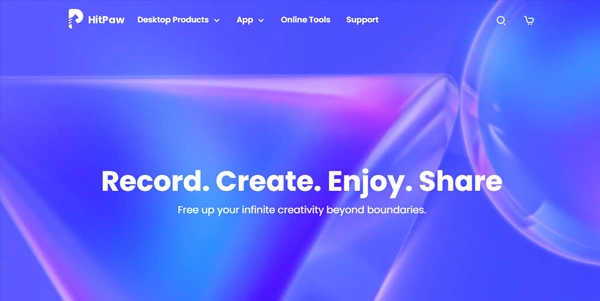 HitPaw Desktop Products App Online Tools Support
Record. Create. Enjoy. Share
Free up your infinite creativity beyond boundaries.